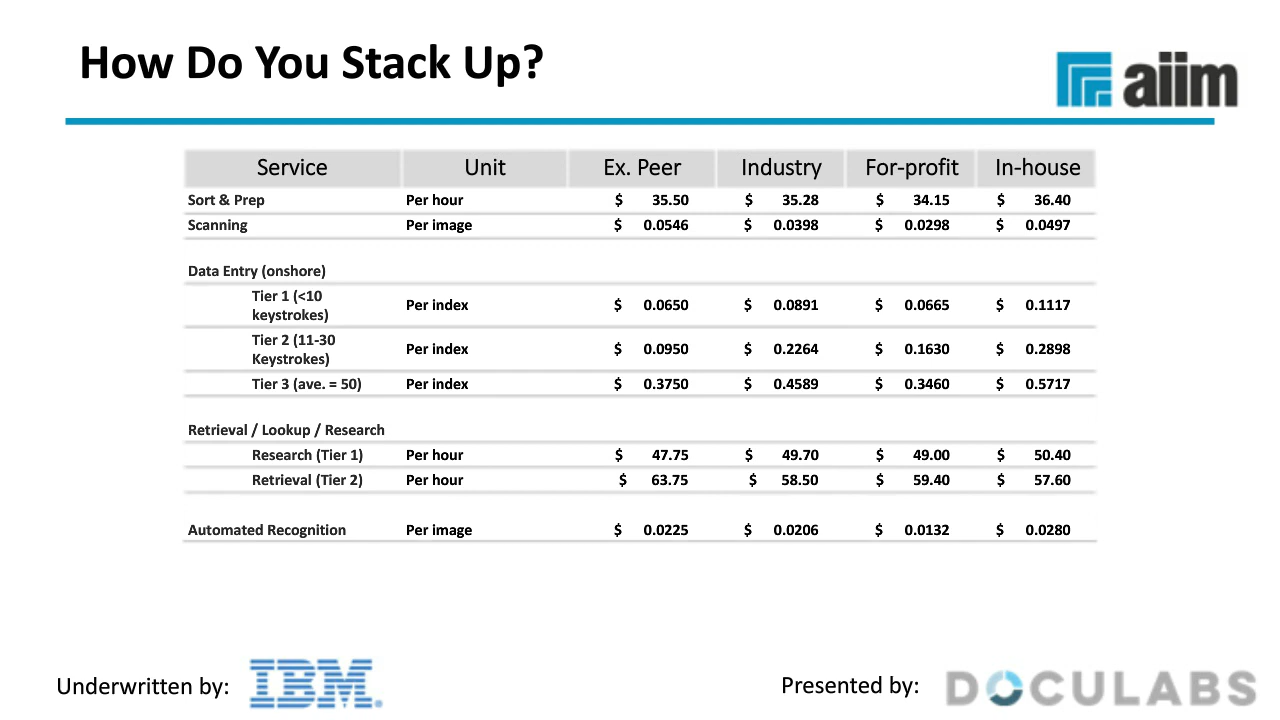 How Do You Stack Up?
aiim
Service Unit Ex. Peer Industry For-profit In-house
Sort & Prep Per hour $ 35.50 $ 35.28 $ 34.15 $ 36.40
Scanning Per image $ 0.0546 $ 0.0398 $ 0.0298 $ 0.0497
Data Entry (onshore)
Tier 1 (<10
keystrokes) Per index $ 0.0650 $ 0.0891 $ 0.0665 $ 0.1117
Tier 2 (11-30
Keystrokes) Per index $ 0.0950 $ 0.2264 $ 0.1630 $ 0.2898
Tier 3 (ave. = 50) Per index $ 0.3750 $ 0.4589 $ 0.3460 $ 0.5717
Retrieval / Lookup / Research
Research (Tier 1) Per hour $ 47.75 $ 49.70 $ 49.00 $ 50.40
Retrieval (Tier 2) Per hour $ 63.75 $ 58.50 $ 59.40 $ 57.60
Automated Recognition Per image $ 0.0225 $ 0.0206 $ 0.0132 $ 0.0280
Underwritten by: IBM. Presented by: DOCULABS